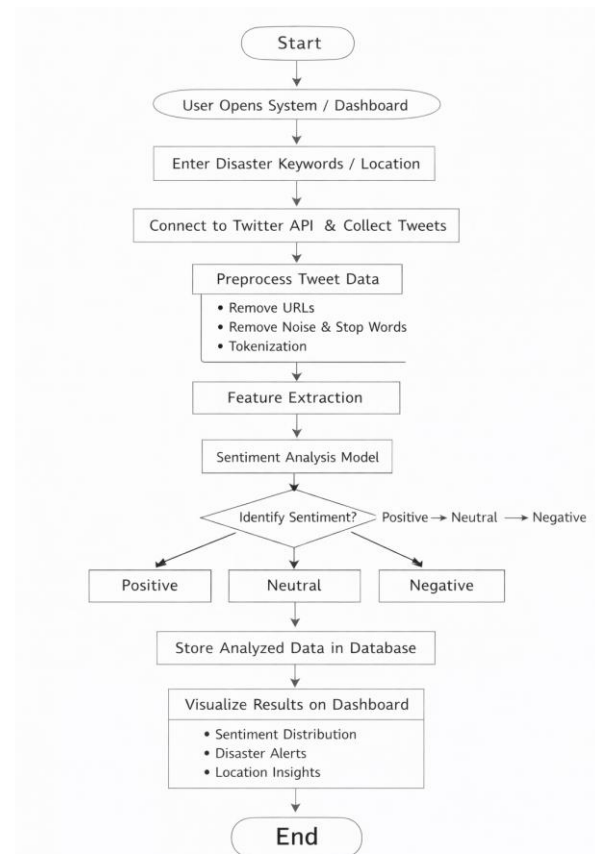 Start
User Opens System / Dashboard
Enter Disaster Keywords / Location
Connect to Twitter API & Collect Tweets
Preprocess Tweet Data
• Remove URLs
• Remove Noise & Stop Words
• Tokenization
Feature Extraction
Sentiment Analysis Model
Identify Sentiment?
Positive → Neutral → Negative
Positive
Neutral
Negative
Store Analyzed Data in Database
Visualize Results on Dashboard
• Sentiment Distribution
• Disaster Alerts
• Location Insights
End